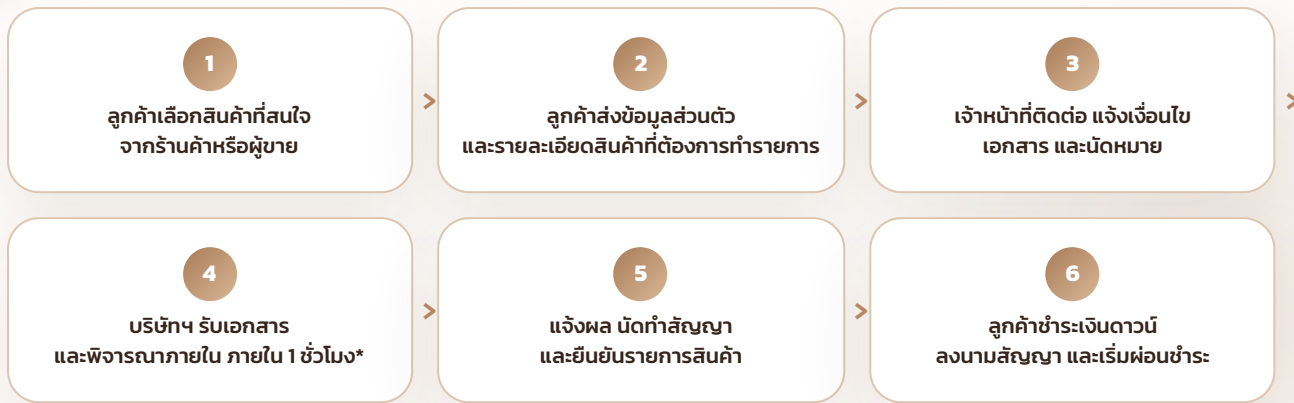 1
ลูกค้าเลือกสินค้าที่สนใจ
จากร้านค้าหรือผู้ขาย
2
ลูกค้าส่งข้อมูลส่วนตัว
และรายละเอียดสินค้าที่ต้องการทำรายการ
3
เจ้าหน้าที่ติดต่อ แจ้งเงื่อนไข
เอกสาร และนัดหมาย
4
บริษัทฯ รับเอกสาร
และพิจารณาภายใน ภายใน 1 ชั่วโมง*
5
แจ้งผล นัดทำสัญญา
และยืนยันรายการสินค้า
6
ลูกค้าชำระเงินดาวน์
ลงนามสัญญา และเริ่มผ่อนชำระ